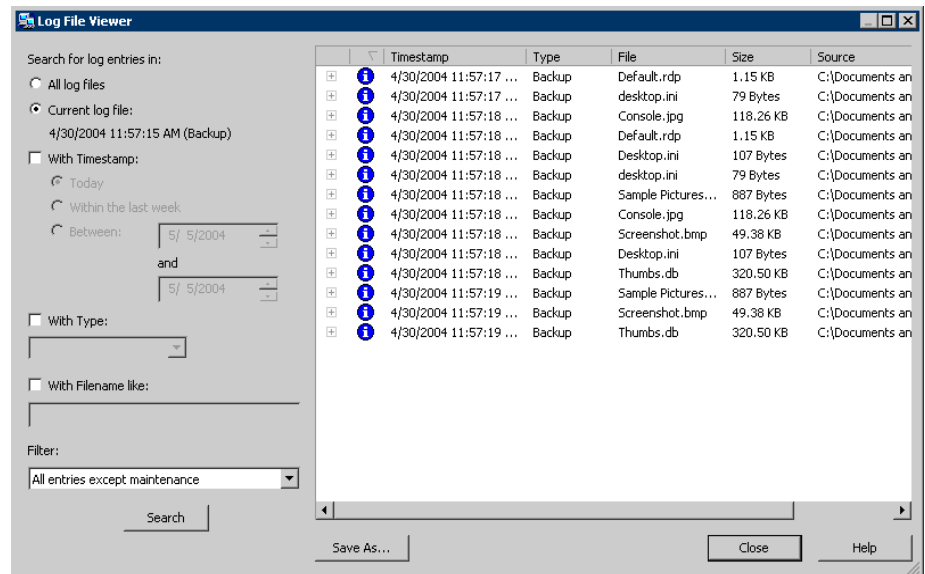 Log File Viewer
Search for log entries in:
All log files
Current log file:
4/30/2004 11:57:15 AM (Backup)
With Timestamp:
Today
Within the last week
Between:
5/ 5/2004
and
5/ 5/2004
With Type:
With Filename like:
Filter:
All entries except maintenance
Search
Timestamp Type File Size Source
4/30/2004 11:57:17 ... Backup Default.rdp 1.15 KB C:\Documents an
4/30/2004 11:57:17 ... Backup desktop.ini 79 Bytes C:\Documents an
4/30/2004 11:57:18 ... Backup Console.jpg 118.26 KB C:\Documents an
4/30/2004 11:57:18 ... Backup Default.rdp 1.15 KB C:\Documents an
4/30/2004 11:57:18 ... Backup Desktop.ini 107 Bytes C:\Documents an
4/30/2004 11:57:18 ... Backup desktop.ini 79 Bytes C:\Documents an
4/30/2004 11:57:18 ... Backup Sample Pictures... 887 Bytes C:\Documents an
4/30/2004 11:57:18 ... Backup Console.jpg 118.26 KB C:\Documents an
4/30/2004 11:57:18 ... Backup Screenshot.bmp 49.38 KB C:\Documents an
4/30/2004 11:57:18 ... Backup Desktop.ini 107 Bytes C:\Documents an
4/30/2004 11:57:18 ... Backup Thumbs.db 320.50 KB C:\Documents an
4/30/2004 11:57:19 ... Backup Sample Pictures... 887 Bytes C:\Documents an
4/30/2004 11:57:19 ... Backup Screenshot.bmp 49.38 KB C:\Documents an
4/30/2004 11:57:19 ... Backup Thumbs.db 320.50 KB C:\Documents an
Save As... Close Help